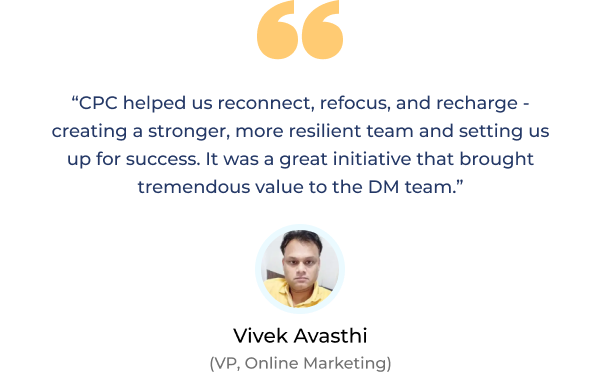 “CPC helped us reconnect, refocus, and recharge -
creating a stronger, more resilient team and setting us
up for success. It was a great initiative that brought
tremendous value to the DM team.”
Vivek Avasthi
(VP, Online Marketing)